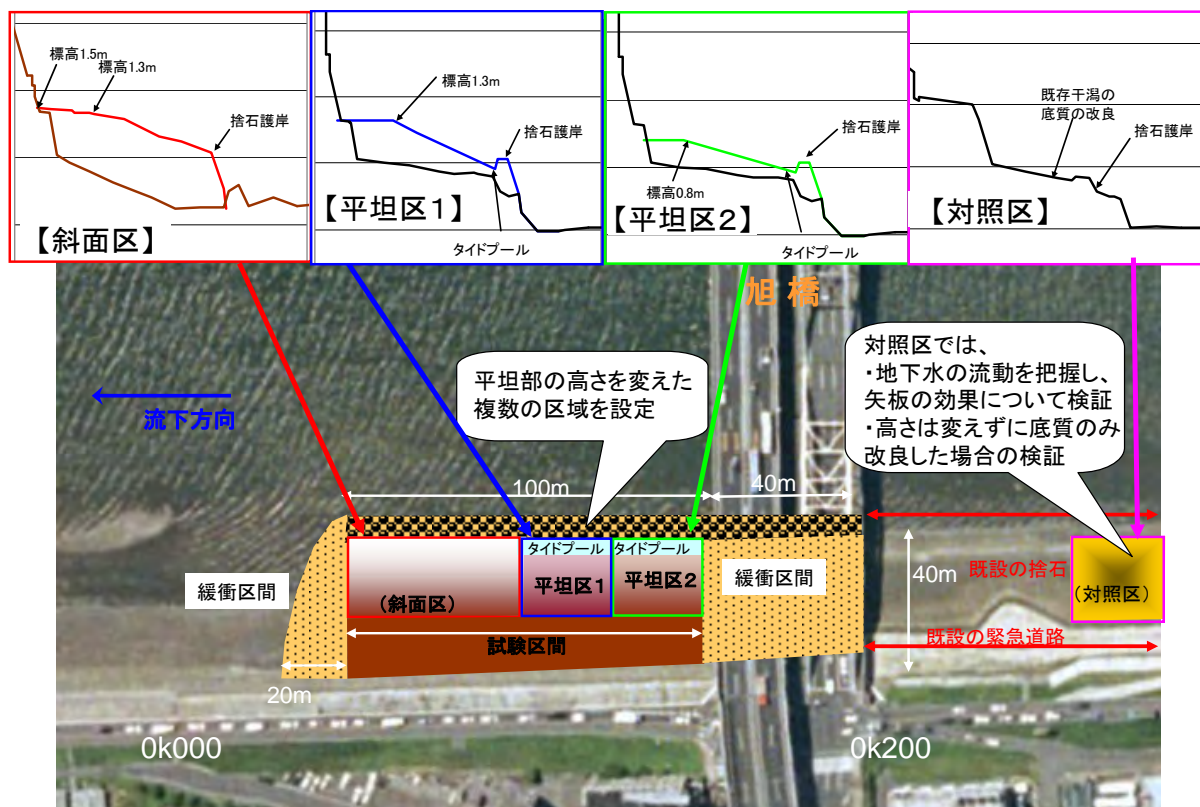 標高1.5m
標高1.3m
捨石護岸
【斜面区】
標高1.3m
捨石護岸
【平坦区1】
タイドプール
捨石護岸
標高0.8m
【平坦区2】
タイドプール
既存干潟の
底質の改良
捨石護岸
【対照区】
旭橋
流下方向
平坦部の高さを変えた
複数の区域を設定
対照区では、
・地下水の流動を把握し、
矢板の効果について検証
・高さは変えずに底質のみ
改良した場合の検証
100m
40m
タイドプール
タイドプール
緩衝区間
(斜面区)
平坦区1
平坦区2
緩衝区間
40m
既設の捨石
(対照区)
試験区間
既設の緊急道路
20m
0k000
0k200